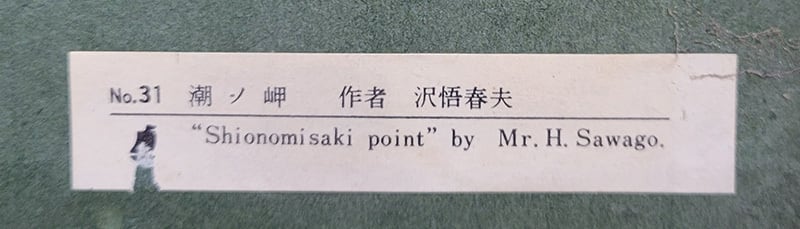 No.31 潮ノ岬 作者 沢悟春夫
"Shionomisaki point" by Mr. H. Sawago.